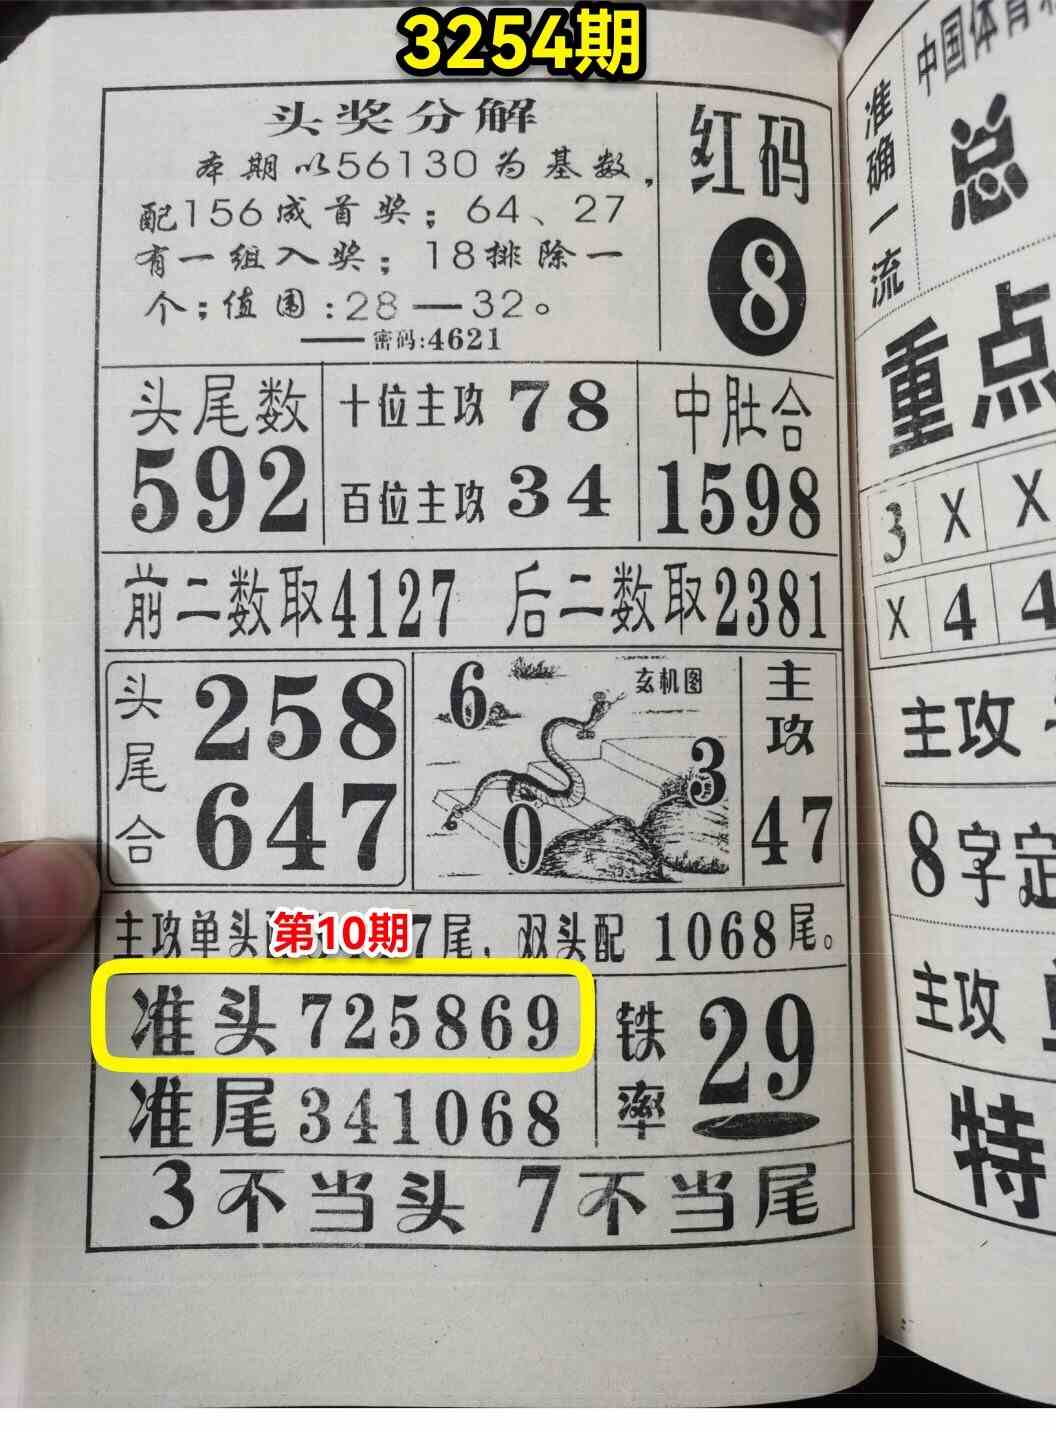 3254期
头奖分解
本期以56130为基数，
配156成首奖；64、27
有一组入奖；18排除一
个；值围：28—32。
——密码:4621
红码
8
头尾数
592
十位主攻 78
百位主攻 34
中肚合
1598
前二数取4127 后二数取2381
头尾合
258
647
玄机图
6
3
0
主攻
47
主攻单头 7尾，双头配 1068尾。
第10期
准头725869
准尾341068
铁率
29
3不当头 7不当尾
中国体育
准确一流
总
重点
3 X X
X 4 4
主攻
8字定
主攻
特